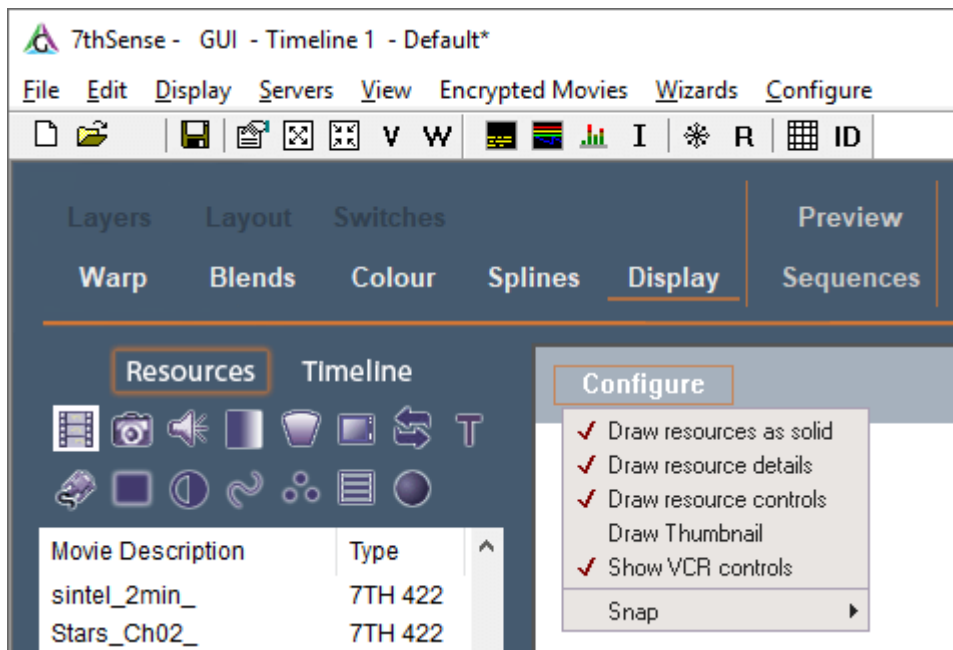 7thSense - GUI - Timeline 1 - Default*
File Edit Display Servers View Encrypted Movies Wizards Configure
V W I R ID
Layers Layout Switches Preview
Warp Blends Colour Splines Display Sequences
Resources Timeline
Configure
T
Draw resources as solid
Draw resource details
Draw resource controls
Draw Thumbnail
Show VCR controls
Snap
Movie Description Type
sintel_2min_ 7TH 422
Stars_Ch02_ 7TH 422